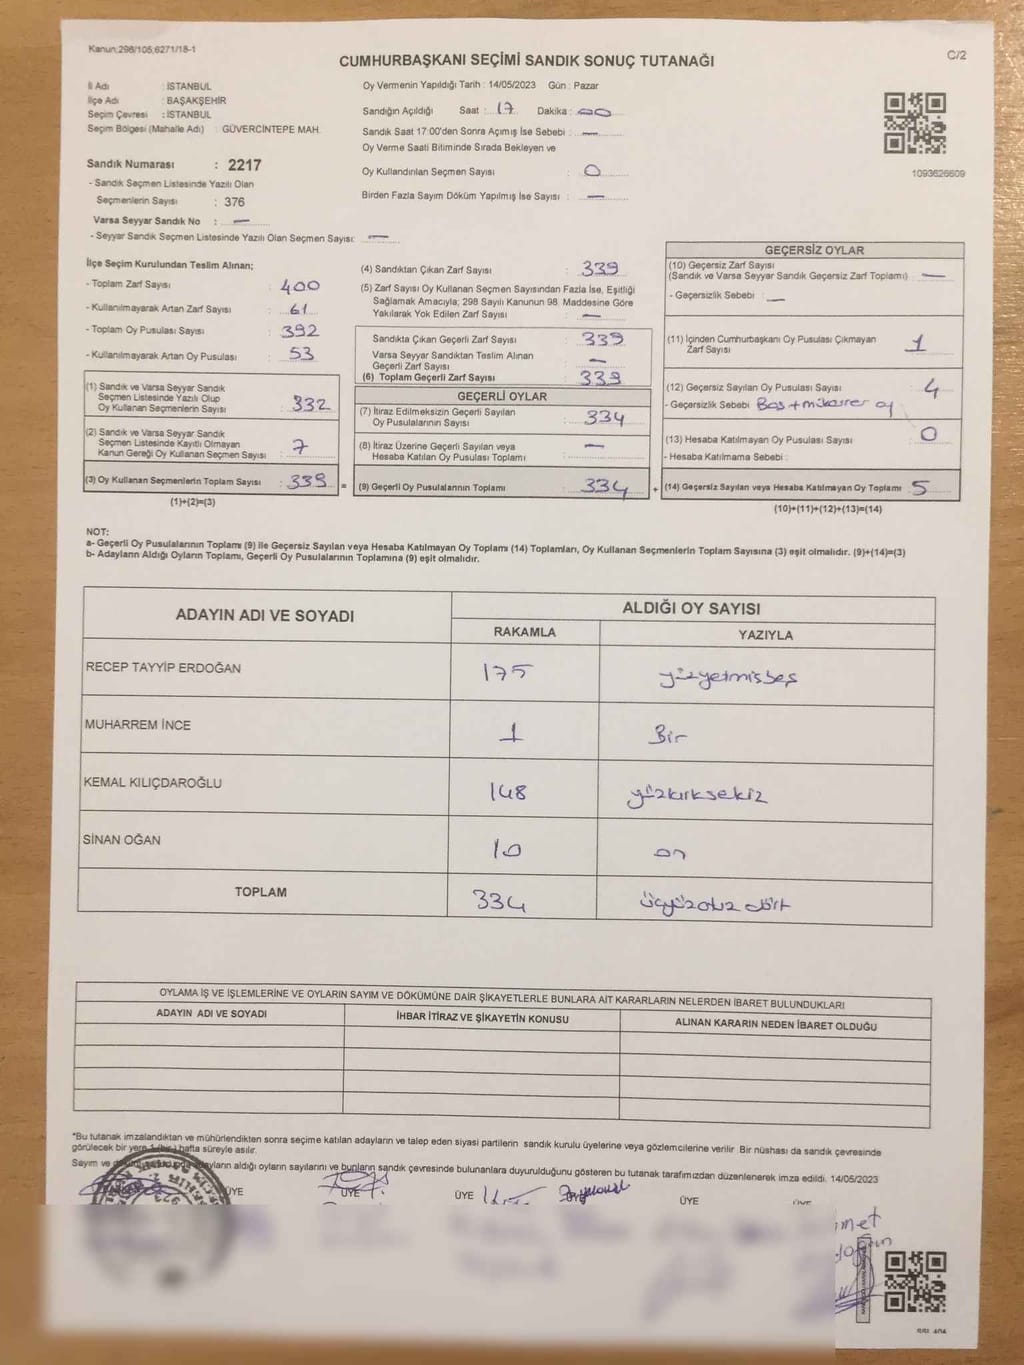 Kanun:298/105,6271/18-1
C/2
CUMHURBAŞKANI SEÇİMİ SANDIK SONUÇ TUTANAĞI
İl Adı : İSTANBUL
İlçe Adı : BAŞAKŞEHİR
Seçim Çevresi : İSTANBUL
Seçim Bölgesi (Mahalle Adı) : GÜVERCİNTEPE MAH.
Sandık Numarası : 2217
- Sandık Seçmen Listesinde Yazılı Olan
Seçmenlerin Sayısı : 376
Varsa Seyyar Sandık No : —
- Seyyar Sandık Seçmen Listesinde Yazılı Olan Seçmen Sayısı: —
Oy Vermenin Yapıldığı Tarih : 14/05/2023 Gün : Pazar
Sandığın Açıldığı Saat : 17 Dakika : 00
Sandık Saat 17:00'den Sonra Açımış İse Sebebi : —
Oy Verme Saati Bitiminde Sırada Bekleyen ve
Oy Kullandırılan Seçmen Sayısı : 0
Birden Fazla Sayım Döküm Yapılmış İse Sayısı : —
1093626609
İlçe Seçim Kurulundan Teslim Alınan;
- Toplam Zarf Sayısı : 400
- Kullanılmayarak Artan Zarf Sayısı : 61
- Toplam Oy Pusulası Sayısı : 392
- Kullanılmayarak Artan Oy Pusulası : 53
(1) Sandık ve Varsa Seyyar Sandık
Seçmen Listesinde Yazılı Olup
Oy Kullanan Seçmenlerin Sayısı : 332
(2) Sandık ve Varsa Seyyar Sandık
Seçmen Listesinde Kayıtlı Olmayan
Kanun Gereği Oy Kullanan Seçmen Sayısı : 7
(3) Oy Kullanan Seçmenlerin Toplam Sayısı : 339 =
(1)+(2)=(3)
(4) Sandıktan Çıkan Zarf Sayısı : 339
(5) Zarf Sayısı Oy Kullanan Seçmen Sayısından Fazla İse, Eşitliği
Sağlamak Amacıyla; 298 Sayılı Kanunun 98. Maddesine Göre
Yakılarak Yok Edilen Zarf Sayısı : —
Sandıkta Çıkan Geçerli Zarf Sayısı : 339
Varsa Seyyar Sandıktan Teslim Alınan
Geçerli Zarf Sayısı : —
(6) Toplam Geçerli Zarf Sayısı : 339
GEÇERLİ OYLAR
(7) İtiraz Edilmeksizin Geçerli Sayılan
Oy Pusulalarının Sayısı : 334
(8) İtiraz Üzerine Geçerli Sayılan veya
Hesaba Katılan Oy Pusulası Toplamı : —
(9) Geçerli Oy Pusulalarının Toplamı : 334 +
GEÇERSİZ OYLAR
(10) Geçersiz Zarf Sayısı
(Sandık ve Varsa Seyyar Sandık Geçersiz Zarf Toplamı) : —
- Geçersizlik Sebebi : —
(11) İçinden Cumhurbaşkanı Oy Pusulası Çıkmayan
Zarf Sayısı : 1
(12) Geçersiz Sayılan Oy Pusulası Sayısı : 4
- Geçersizlik Sebebi Boş + mükerrer oy
(13) Hesaba Katılmayan Oy Pusulası Sayısı : 0
- Hesaba Katılmama Sebebi :
(14) Geçersiz Sayılan veya Hesaba Katılmayan Oy Toplamı : 5
(10)+(11)+(12)+(13)=(14)
NOT:
a- Geçerli Oy Pusulalarının Toplamı (9) ile Geçersiz Sayılan veya Hesaba Katılmayan Oy Toplamı (14) Toplamları, Oy Kullanan Seçmenlerin Toplam Sayısına (3) eşit olmalıdır. (9)+(14)=(3)
b- Adayların Aldığı Oyların Toplamı, Geçerli Oy Pusulalarının Toplamına (9) eşit olmalıdır.
ADAYIN ADI VE SOYADI ALDIĞI OY SAYISI
RAKAMLA YAZIYLA
RECEP TAYYİP ERDOĞAN 175 yüzyetmişbeş
MUHARREM İNCE 1 Bir
KEMAL KILIÇDAROĞLU 148 yüzkırksekiz
SİNAN OĞAN 10 on
TOPLAM 334 üçyüzotuz dört
OYLAMA İŞ VE İŞLEMLERİNE VE OYLARIN SAYIM VE DÖKÜMÜNE DAİR ŞİKAYETLERLE BUNLARA AİT KARARLARIN NELERDEN İBARET BULUNDUKLARI
ADAYIN ADI VE SOYADI İHBAR İTİRAZ VE ŞİKAYETİN KONUSU ALINAN KARARIN NEDEN İBARET OLDUĞU
*Bu tutanak imzalandıktan ve mühürlendikten sonra seçime katılan adayların ve talep eden siyasi partilerin sandık kurulu üyelerine veya gözlemcilerine verilir. Bir nüshası da sandık çevresinde
görülecek bir yere 1 (bir) hafta süreyle asılır.
Sayım ve adayların aldığı oyların sayılarını ve bunların sandık çevresinde bulunanlara duyurulduğunu gösteren bu tutanak tarafımızdan düzenlenerek imza edildi. 14/05/2023
ÜYE ÜYE ÜYE ÜYE ÜYE